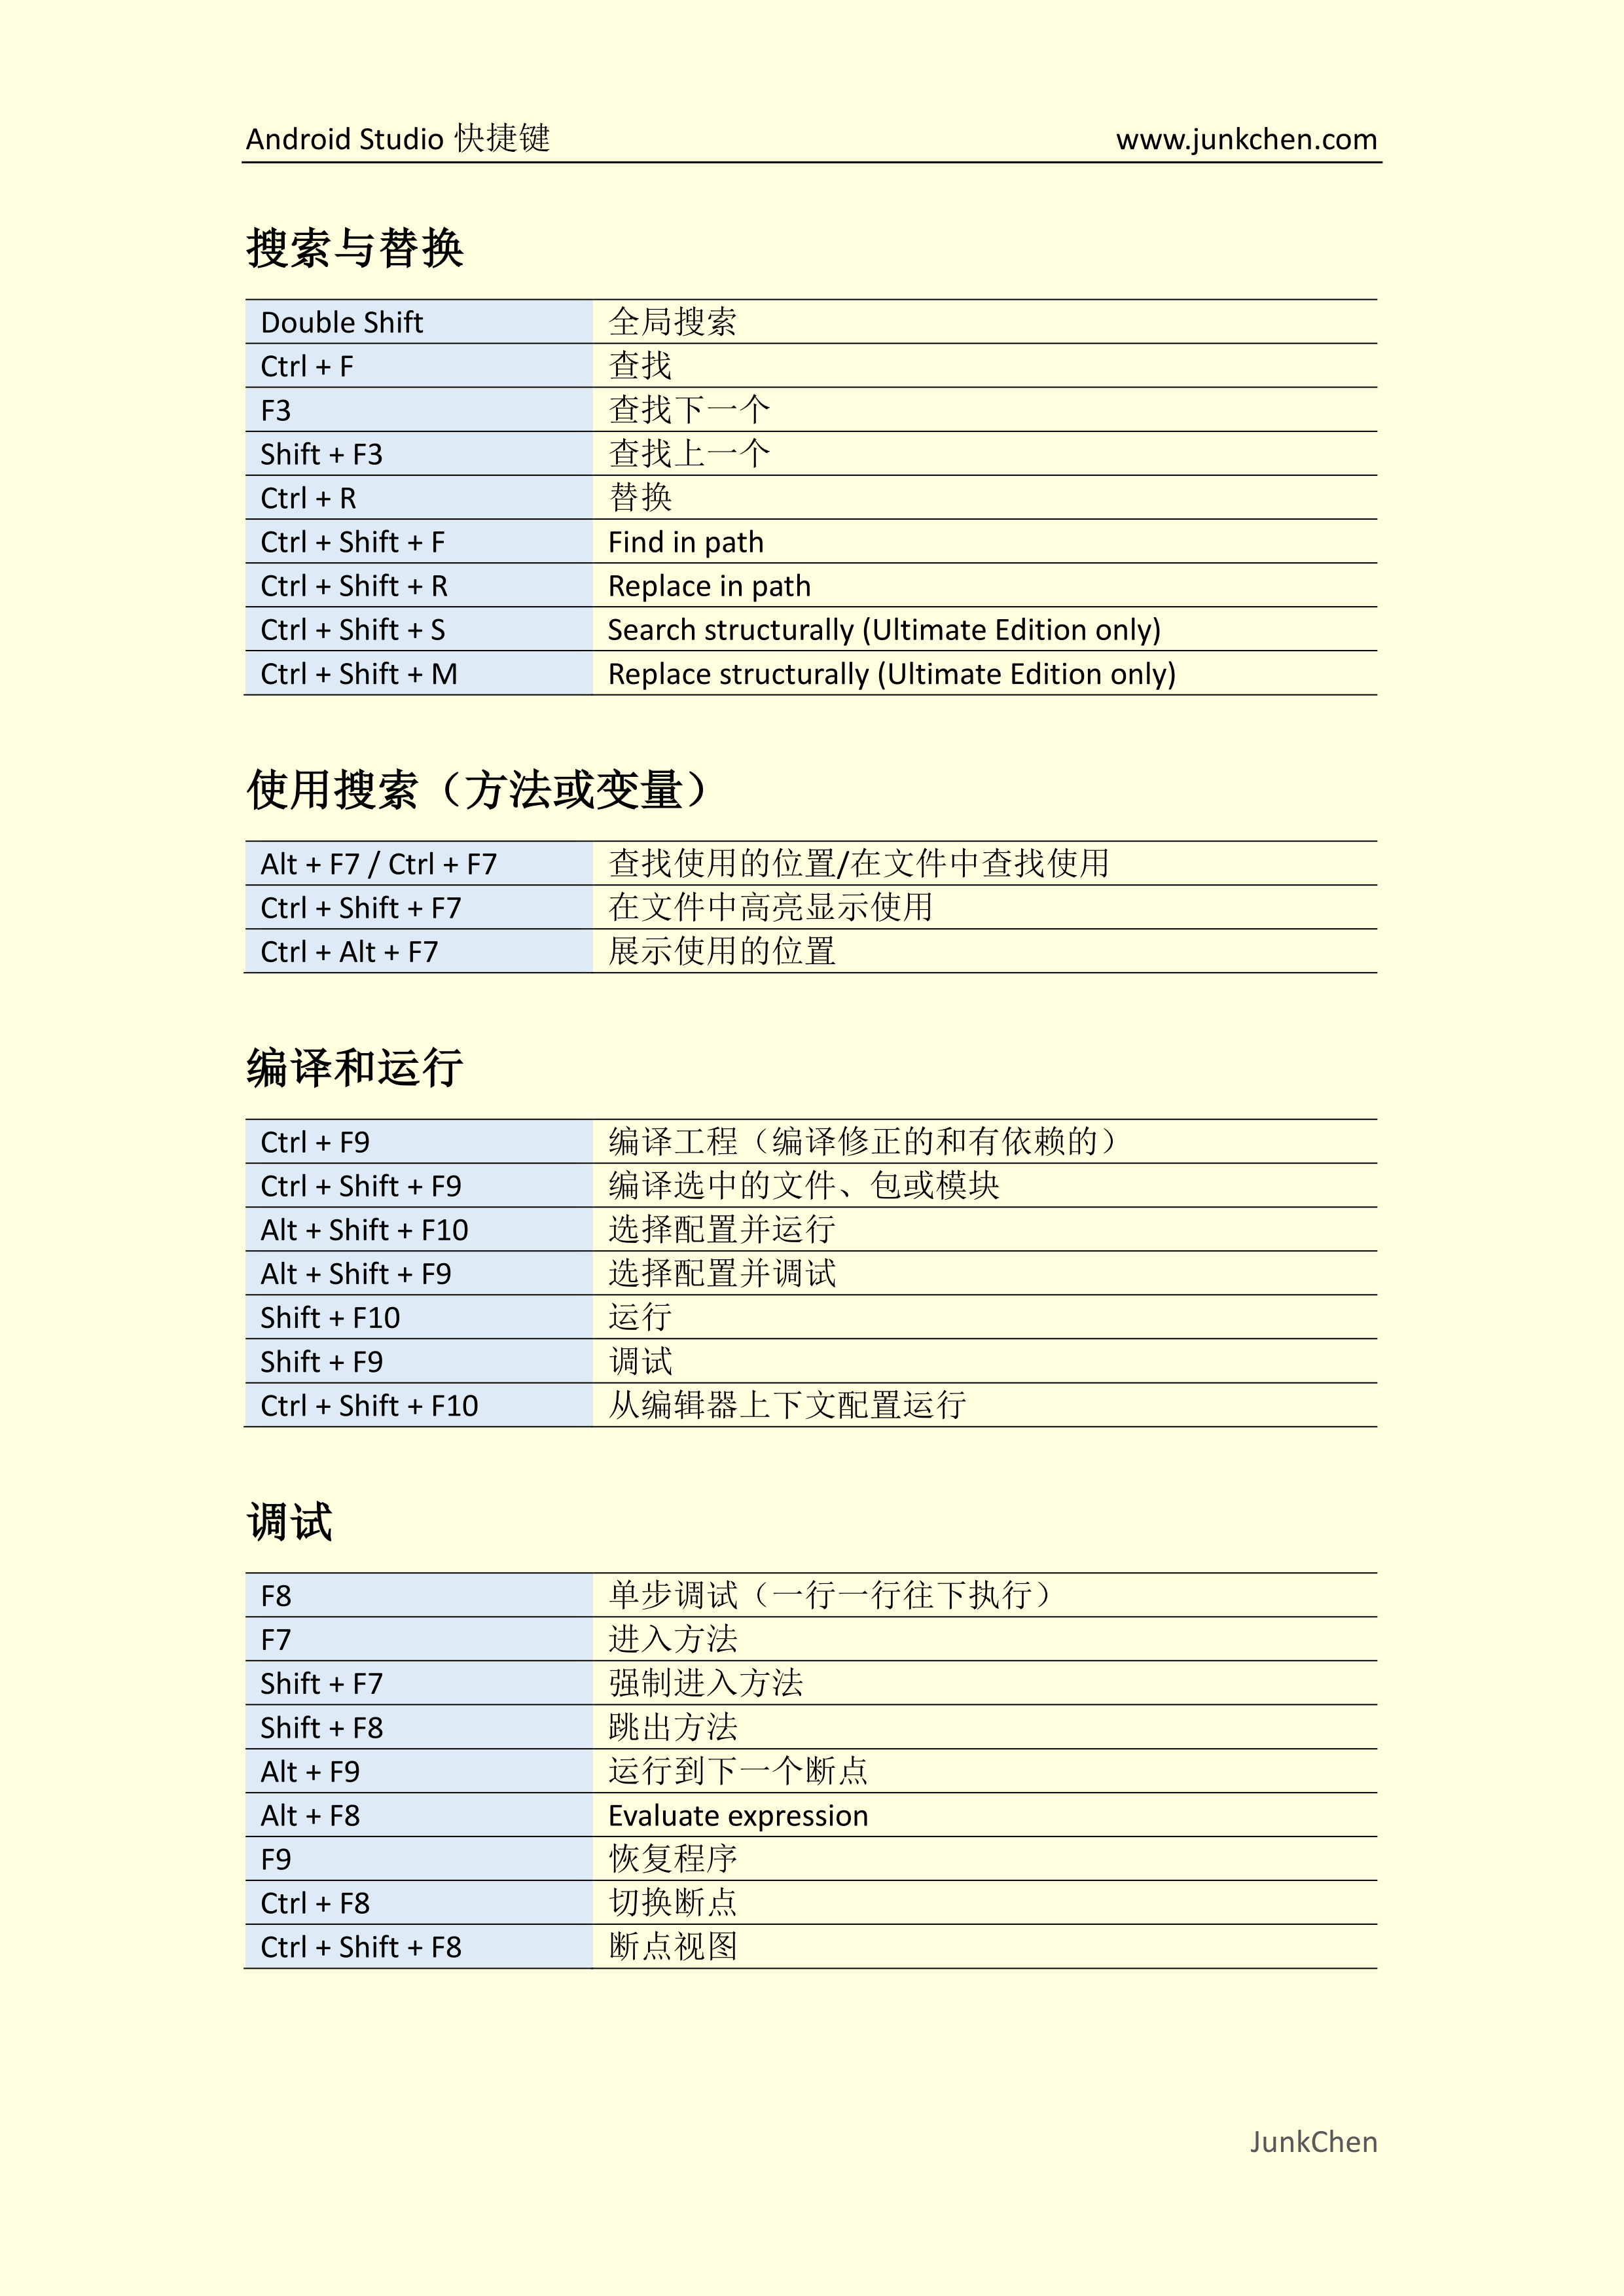 Android Studio 快捷键 www.junkchen.com
搜索与替换
Double Shift 全局搜索
Ctrl + F 查找
F3 查找下一个
Shift + F3 查找上一个
Ctrl + R 替换
Ctrl + Shift + F Find in path
Ctrl + Shift + R Replace in path
Ctrl + Shift + S Search structurally (Ultimate Edition only)
Ctrl + Shift + M Replace structurally (Ultimate Edition only)
使用搜索（方法或变量）
Alt + F7 / Ctrl + F7 查找使用的位置/在文件中查找使用
Ctrl + Shift + F7 在文件中高亮显示使用
Ctrl + Alt + F7 展示使用的位置
编译和运行
Ctrl + F9 编译工程（编译修正的和有依赖的）
Ctrl + Shift + F9 编译选中的文件、包或模块
Alt + Shift + F10 选择配置并运行
Alt + Shift + F9 选择配置并调试
Shift + F10 运行
Shift + F9 调试
Ctrl + Shift + F10 从编辑器上下文配置运行
调试
F8 单步调试（一行一行往下执行）
F7 进入方法
Shift + F7 强制进入方法
Shift + F8 跳出方法
Alt + F9 运行到下一个断点
Alt + F8 Evaluate expression
F9 恢复程序
Ctrl + F8 切换断点
Ctrl + Shift + F8 断点视图
JunkChen